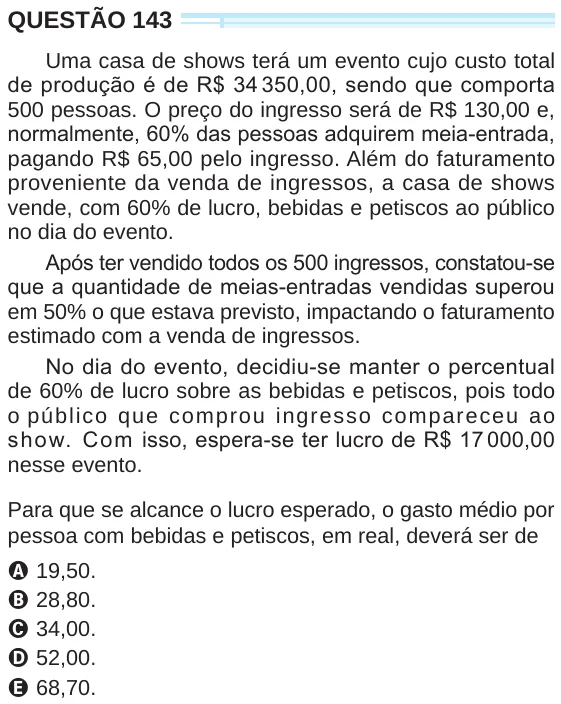 QUESTÃO 143
Uma casa de shows terá um evento cujo custo total
de produção é de R$ 34 350,00, sendo que comporta
500 pessoas. O preço do ingresso será de R$ 130,00 e,
normalmente, 60% das pessoas adquirem meia-entrada,
pagando R$ 65,00 pelo ingresso. Além do faturamento
proveniente da venda de ingressos, a casa de shows
vende, com 60% de lucro, bebidas e petiscos ao público
no dia do evento.
Após ter vendido todos os 500 ingressos, constatou-se
que a quantidade de meias-entradas vendidas superou
em 50% o que estava previsto, impactando o faturamento
estimado com a venda de ingressos.
No dia do evento, decidiu-se manter o percentual
de 60% de lucro sobre as bebidas e petiscos, pois todo
o público que comprou ingresso compareceu ao
show. Com isso, espera-se ter lucro de R$ 17 000,00
nesse evento.
Para que se alcance o lucro esperado, o gasto médio por
pessoa com bebidas e petiscos, em real, deverá ser de
A 19,50.
B 28,80.
C 34,00.
D 52,00.
E 68,70.